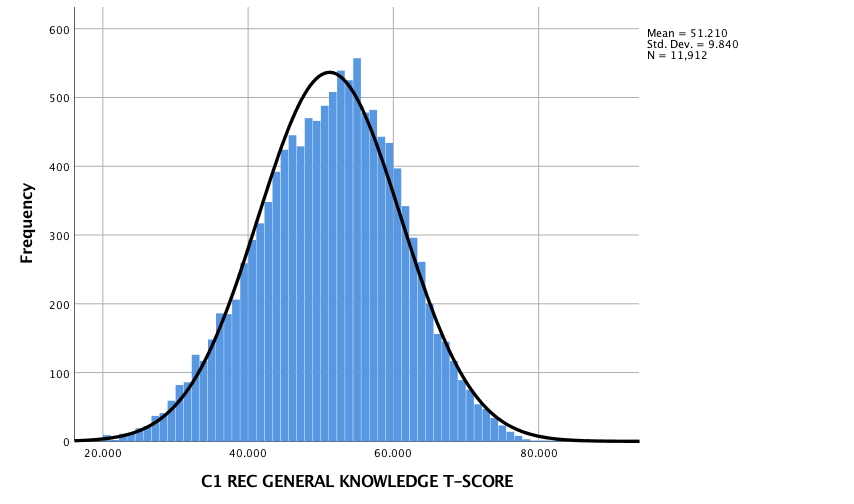 Mean = 51.210
Std. Dev. = 9.840
N = 11,912
600
500
400
300
200
100
0
Frequency
20.000 40.000 60.000 80.000
C1 REC GENERAL KNOWLEDGE T-SCORE